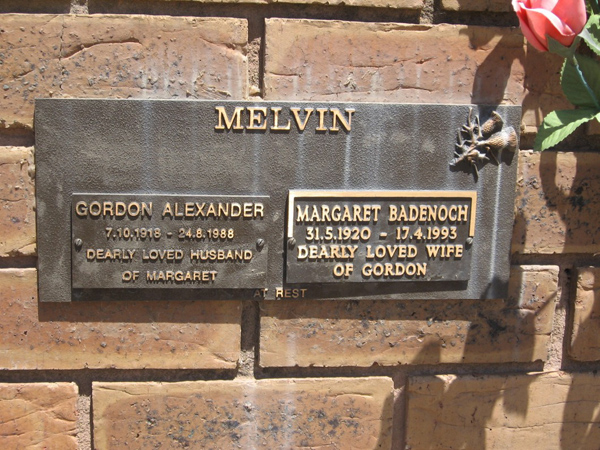 MELVIN
GORDON ALEXANDER
7.10.1918 - 24.8.1988
DEARLY LOVED HUSBAND
OF MARGARET
MARGARET BADENOCH
31.5.1920 - 17.4.1993
DEARLY LOVED WIFE
OF GORDON
AT REST